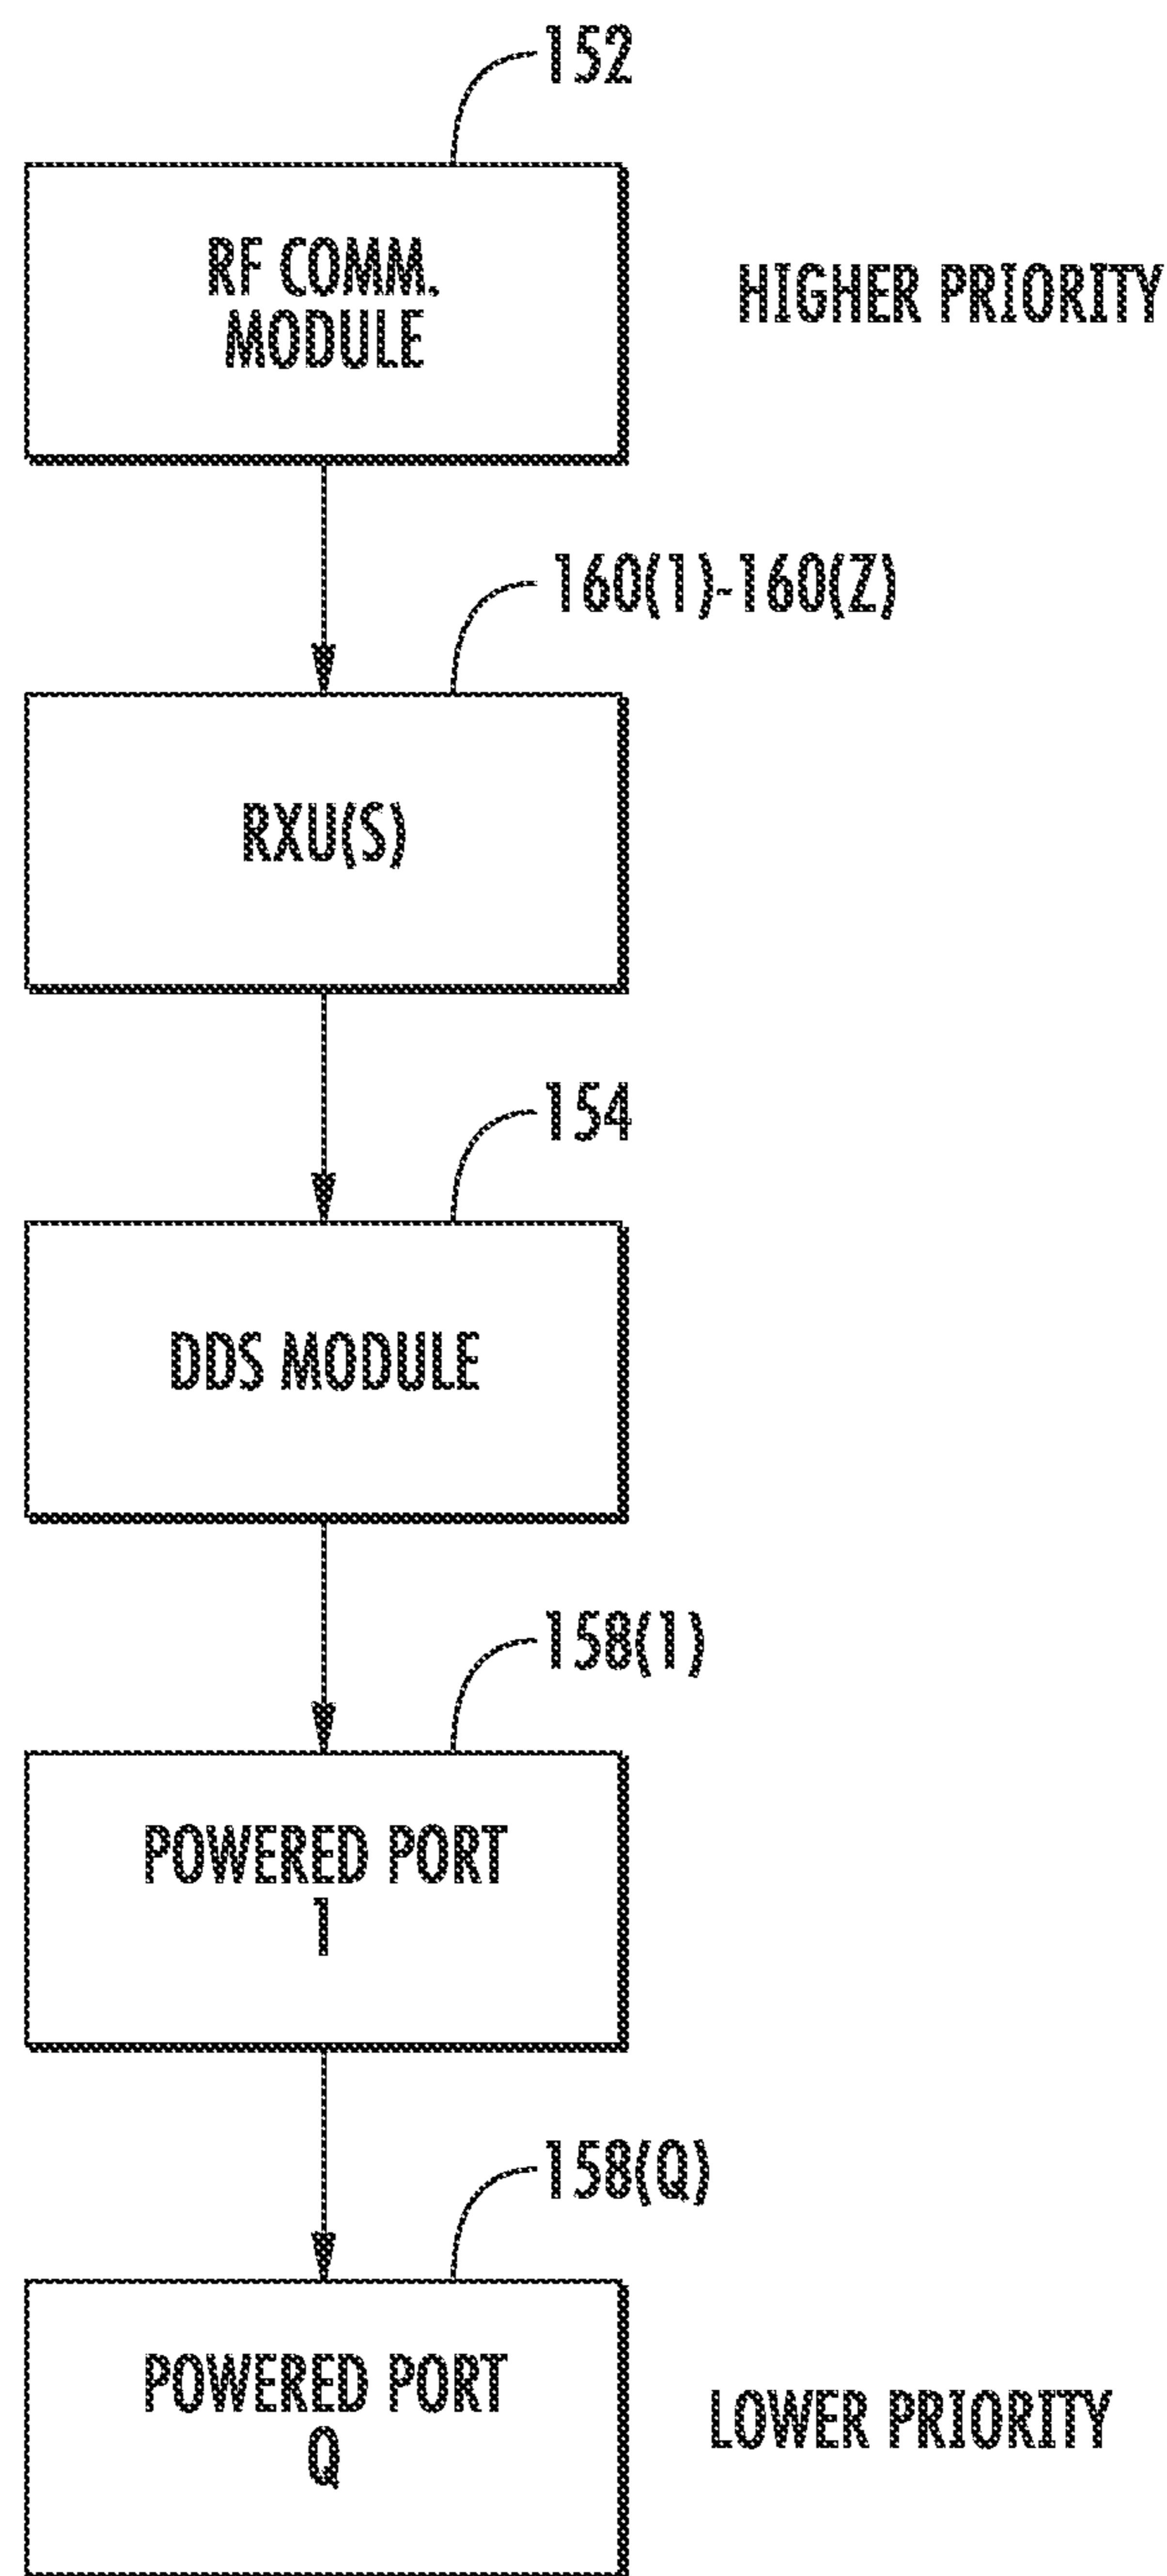 152
RF COMM.
MODULE
HIGHER PRIORITY
160(1)-160(Z)
RXU(S)
154
DDS MODULE
158(1)
POWERED PORT
1
158(Q)
POWERED PORT
Q
LOWER PRIORITY